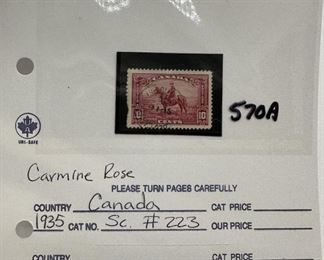 CANADA
10 10
CENTS
570A
UNI-SAFE
Carmine Rose
PLEASE TURN PAGES CAREFULLY
COUNTRY Canada CAT PRICE
1935 CAT NO. Sc. #223 OUR PRICE
COUNTRY CAT PRICE